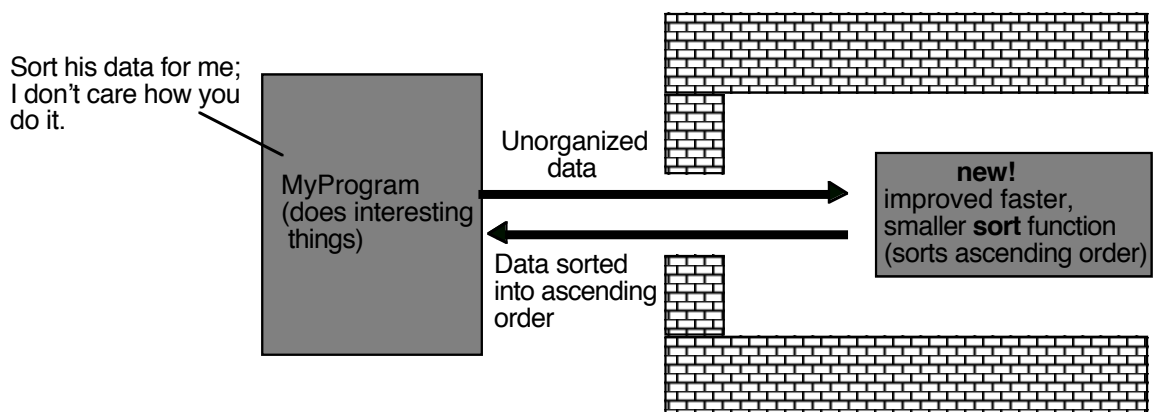 Sort his data for me;
I don't care how you
do it.
MyProgram
(does interesting
things)
Unorganized
data
Data sorted
into ascending
order
new!
improved faster,
smaller sort function
(sorts ascending order)